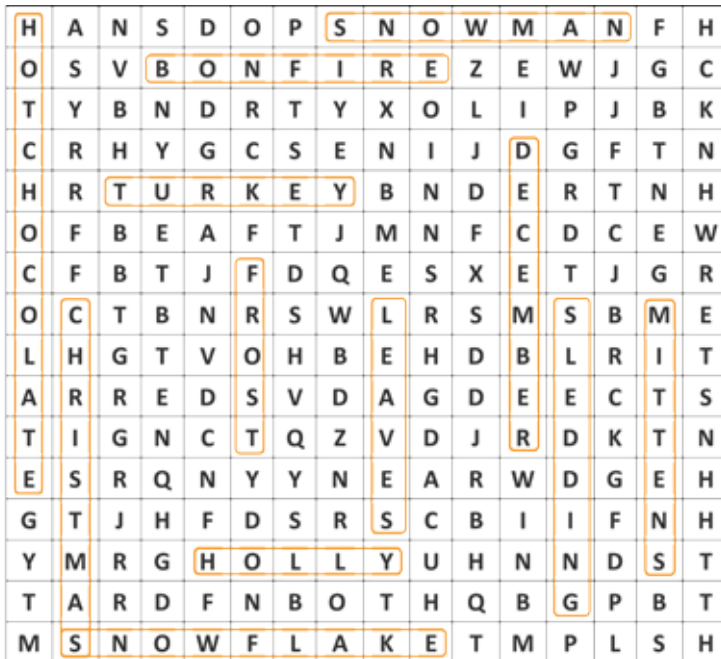 H A N S D O P S N O W M A N F H
O S V B O N F I R E Z E W J G C
T Y B N D R T Y X O L I P J B K
C R H Y G C S E N I J D G F T N
H R T U R K E Y B N D E R T N H
O F B E A F T J M N F C D C E W
C F B T J F D Q E S X E T J G R
O C T B N R S W L R S M S B M E
L H G T V O H B E H D B L R I T
A R R E D S V D A G D E E C T S
T I G N C T Q Z V D J R D K T N
E S R Q N Y Y N E A R W D G E H
G T J H F D S R S C B I I F N H
Y M R G H O L L Y U H N N D S T
T A R D F N B O T H Q B G P B T
M S N O W F L A K E T M P L S H